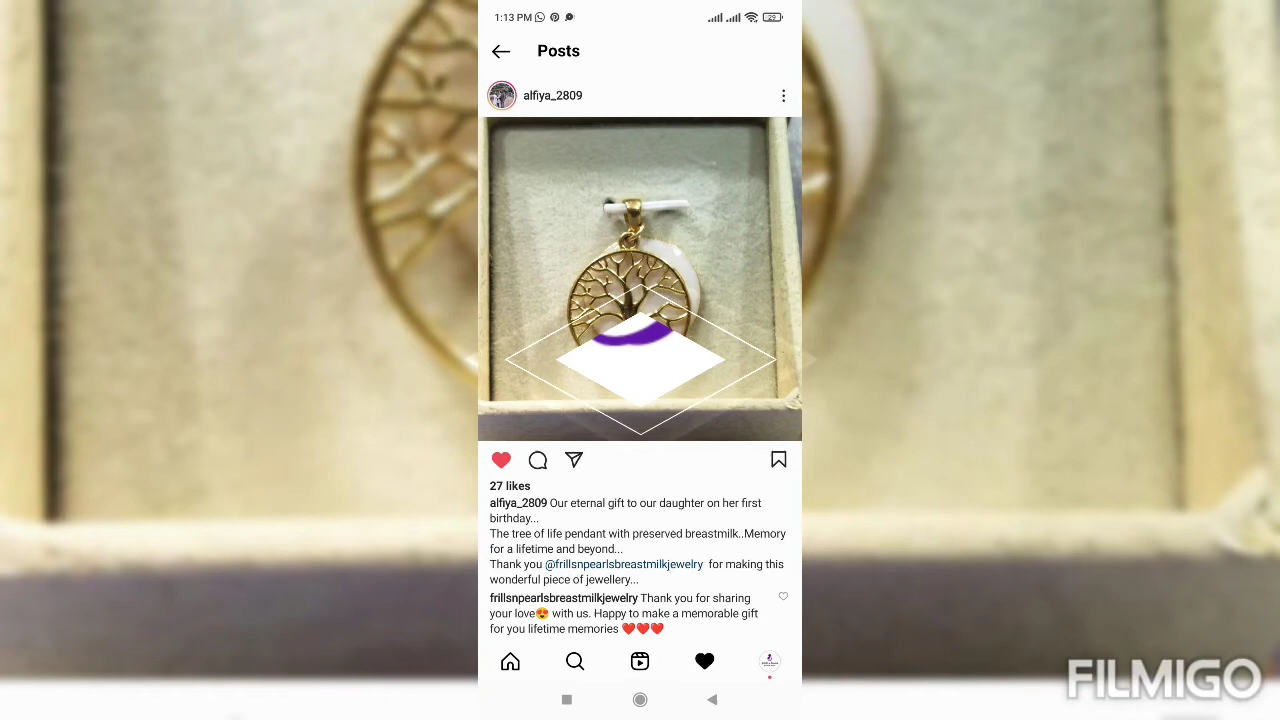 1:13 PM
29
Posts
alfiya_2809
27 likes
alfiya_2809 Our eternal gift to our daughter on her first
birthday...
The tree of life pendant with preserved breastmilk..Memory
for a lifetime and beyond...
Thank you @frillsnpearlsbreastmilkjewelry for making this
wonderful piece of jewellery...
frillsnpearlsbreastmilkjewelry Thank you for sharing
your love😍 with us. Happy to make a memorable gift
for you lifetime memories ❤️❤️❤️
FILMIGO